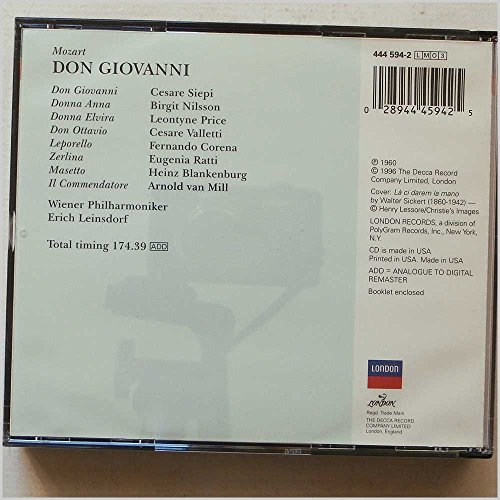 Mozart
DON GIOVANNI
Don Giovanni Cesare Siepi
Donna Anna Birgit Nilsson
Donna Elvira Leontyne Price
Don Ottavio Cesare Valletti
Leporello Fernando Corena
Zerlina Eugenia Ratti
Masetto Heinz Blankenburg
Il Commendatore Arnold van Mill
Wiener Philharmoniker
Erich Leinsdorf
Total timing 174.39 ADD
444 594-2 L M O 3
0 28944 45942 5
℗ 1960
© 1996 The Decca Record
Company Limited, London
Cover: Là ci darem la mano
by Walter Sickert (1860-1942) —
© Henry Lessore/Christie's Images
LONDON RECORDS, a division of
PolyGram Records, Inc., New York,
N.Y.
CD is made in USA
Printed in USA. Made in USA
ADD = ANALOGUE TO DIGITAL
REMASTER
Booklet enclosed
LONDON
London
Regd. Trade Mark
THE DECCA RECORD
COMPANY LIMITED
London, England